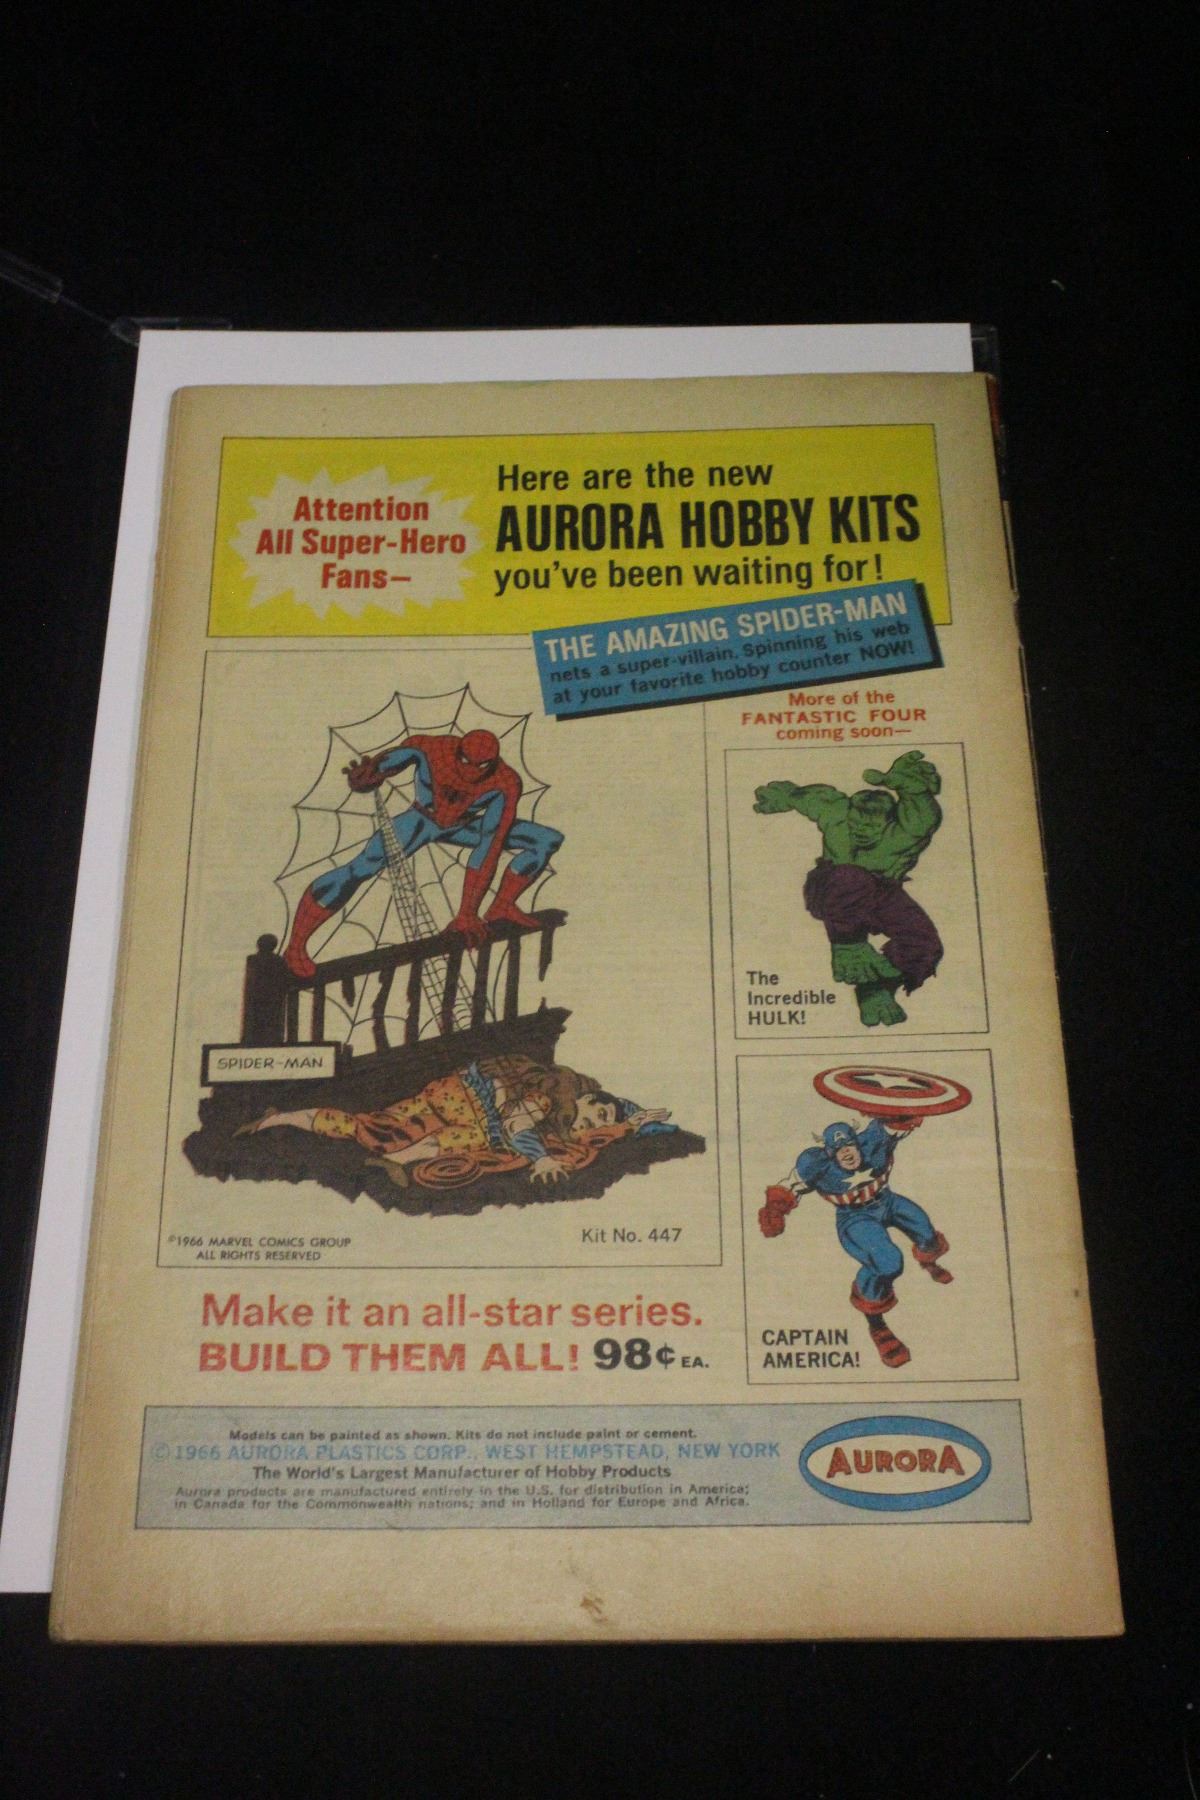 Attention
All Super-Hero
Fans—
Here are the new
AURORA HOBBY KITS
you've been waiting for!
THE AMAZING SPIDER-MAN
nets a super-villain. Spinning his web
at your favorite hobby counter NOW!
More of the
FANTASTIC FOUR
coming soon—
The
Incredible
HULK!
SPIDER-MAN
©1966 MARVEL COMICS GROUP
ALL RIGHTS RESERVED
Kit No. 447
A
CAPTAIN
AMERICA!
Make it an all-star series.
BUILD THEM ALL! 98¢ EA.
Models can be painted as shown. Kits do not include paint or cement.
© 1966 AURORA PLASTICS CORP., WEST HEMPSTEAD, NEW YORK
The World's Largest Manufacturer of Hobby Products
Aurora products are manufactured entirely in the U.S. for distribution in America;
in Canada for the Commonwealth nations; and in Holland for Europe and Africa.
AURORA